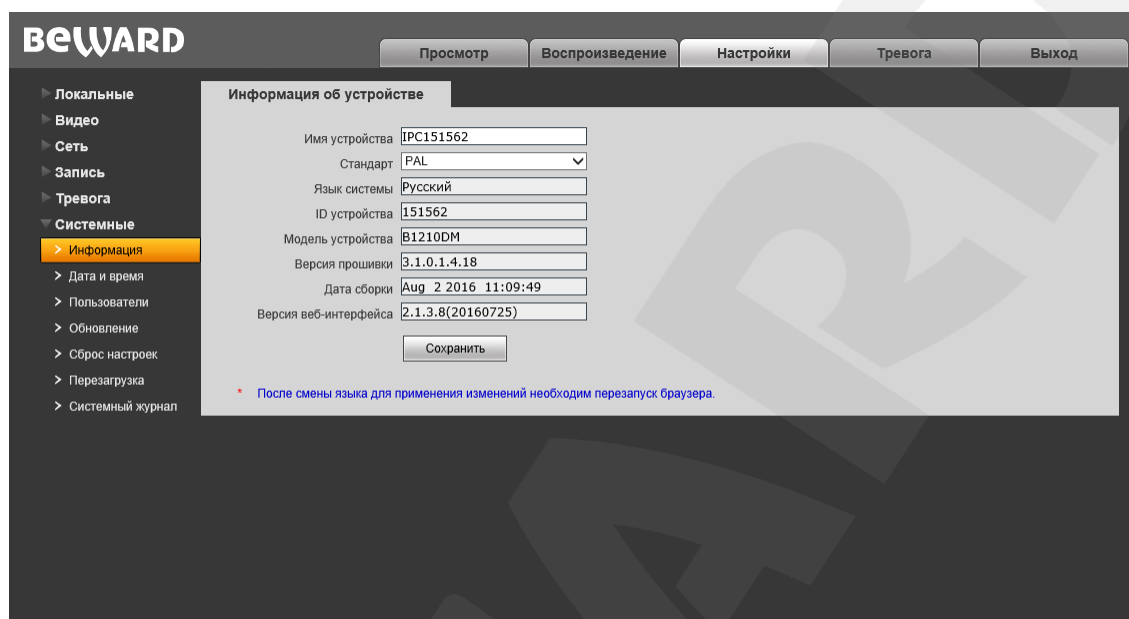 BEWARD
Просмотр Воспроизведение Настройки Тревога Выход
Локальные
Видео
Сеть
Запись
Тревога
Системные
Информация
Дата и время
Пользователи
Обновление
Сброс настроек
Перезагрузка
Системный журнал
Информация об устройстве
Имя устройства IPC151562
Стандарт PAL
Язык системы Русский
ID устройства 151562
Модель устройства B1210DM
Версия прошивки 3.1.0.1.4.18
Дата сборки Aug 2 2016 11:09:49
Версия веб-интерфейса 2.1.3.8(20160725)
Сохранить
* После смены языка для применения изменений необходим перезапуск браузера.